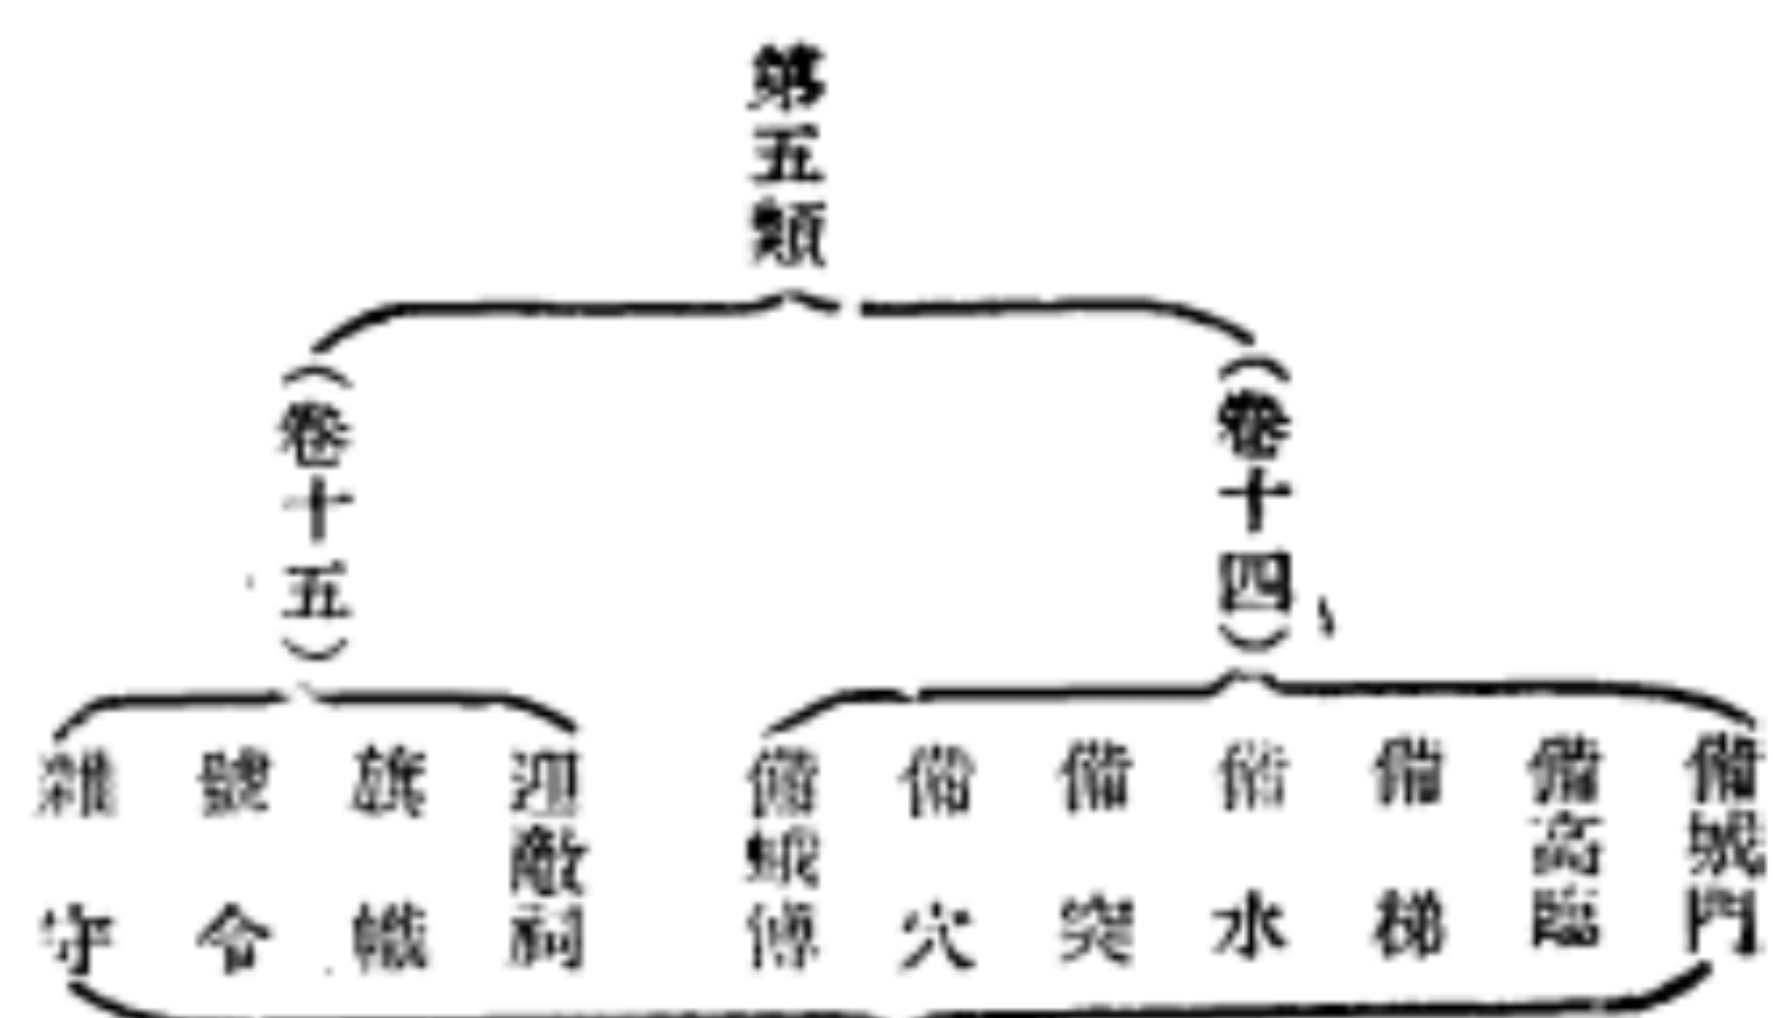 第五類
（卷十四）
備城門
備高臨
備梯
備水
備突
備穴
備蛾傅
（卷十五）
迎敵祠
旗幟
號令
雜守